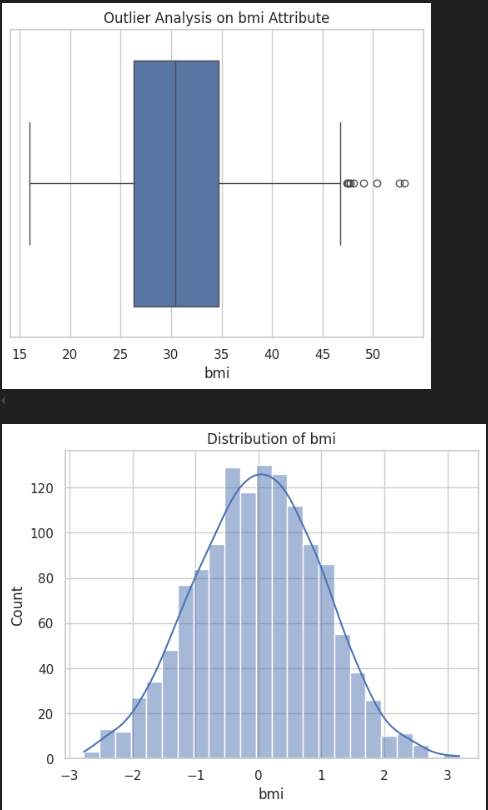 Outlier Analysis on bmi Attribute
15 20 25 30 35 40 45 50
bmi
Distribution of bmi
120
100
80
60
40
20
0
Count
−3 −2 −1 0 1 2 3
bmi